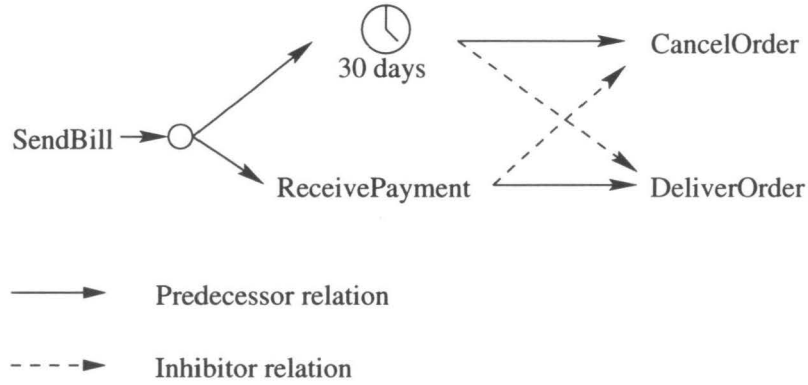 30 days
CancelOrder
SendBill
ReceivePayment
DeliverOrder
Predecessor relation
Inhibitor relation